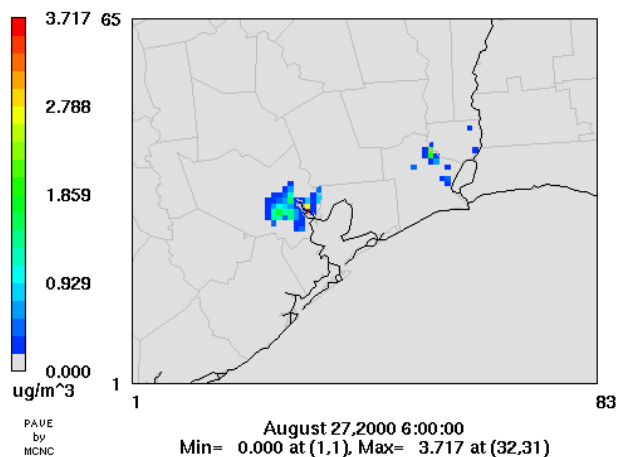 3.717
2.788
1.859
0.929
0.000
ug/m^3
PAVE
by
MCNC
65
1
1
83
August 27,2000 6:00:00
Min= 0.000 at (1,1), Max= 3.717 at (32,31)